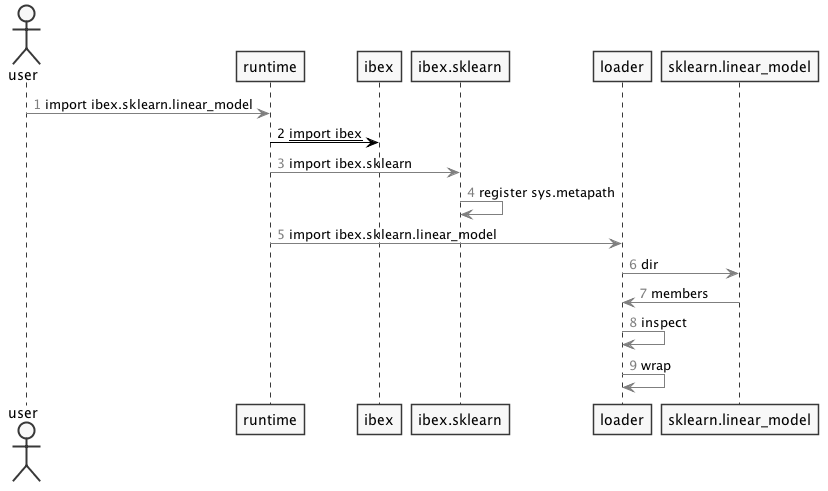 user
runtime
ibex
ibex.sklearn
loader
sklearn.linear_model
1 import ibex.sklearn.linear_model
2 import ibex
3 import ibex.sklearn
4 register sys.metapath
5 import ibex.sklearn.linear_model
6 dir
7 members
8 inspect
9 wrap
user
runtime
ibex
ibex.sklearn
loader
sklearn.linear_model